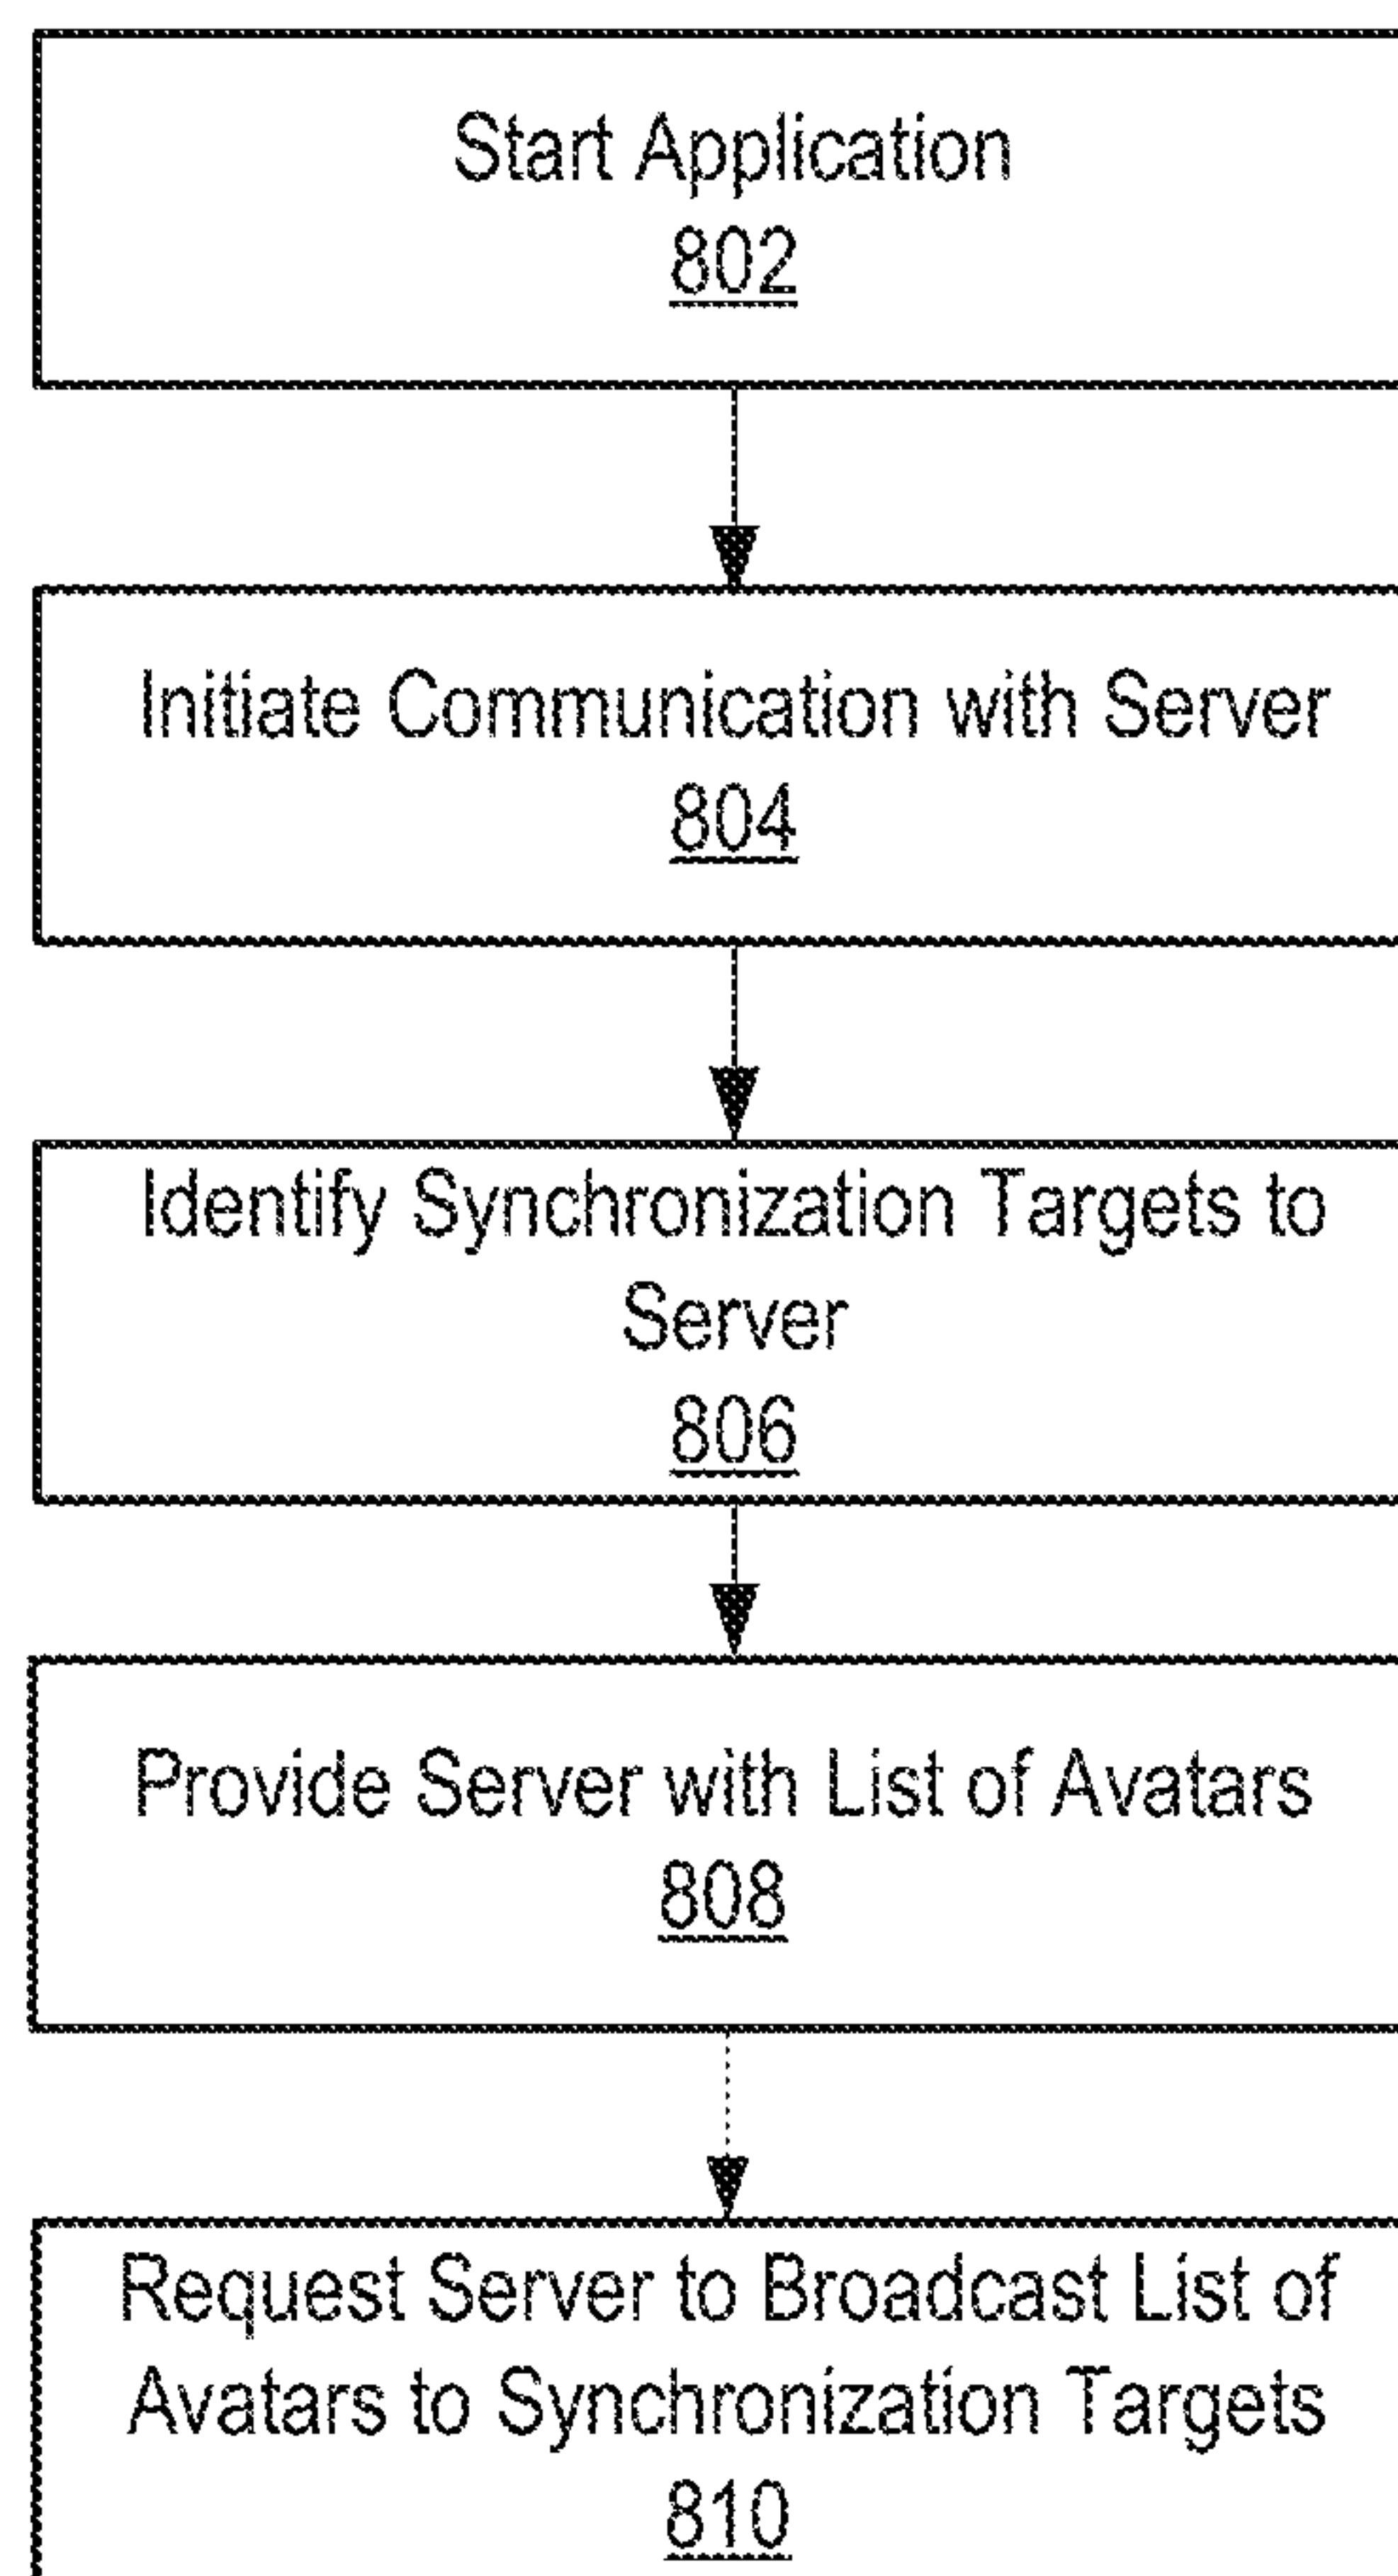 Start Application
802
Initiate Communication with Server
804
Identify Synchronization Targets to
Server
806
Provide Server with List of Avatars
808
Request Server to Broadcast List of
Avatars to Synchronization Targets
810